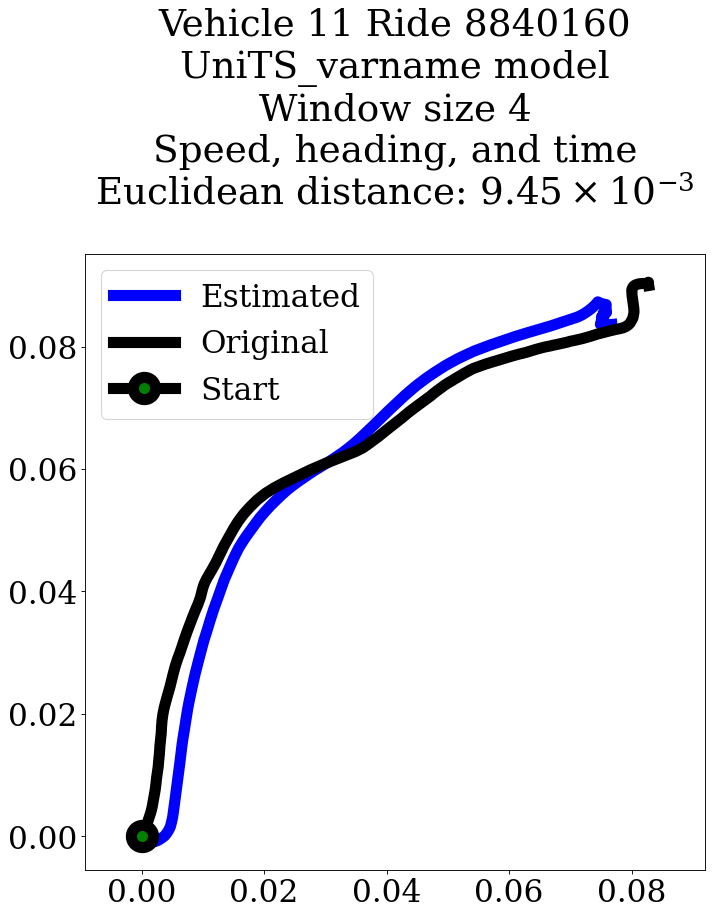 Vehicle 11 Ride 8840160
UniTS_varname model
Window size 4
Speed, heading, and time
Euclidean distance: 9.45 × 10⁻³
Estimated
Original
Start
0.08
0.06
0.04
0.02
0.00
0.00 0.02 0.04 0.06 0.08